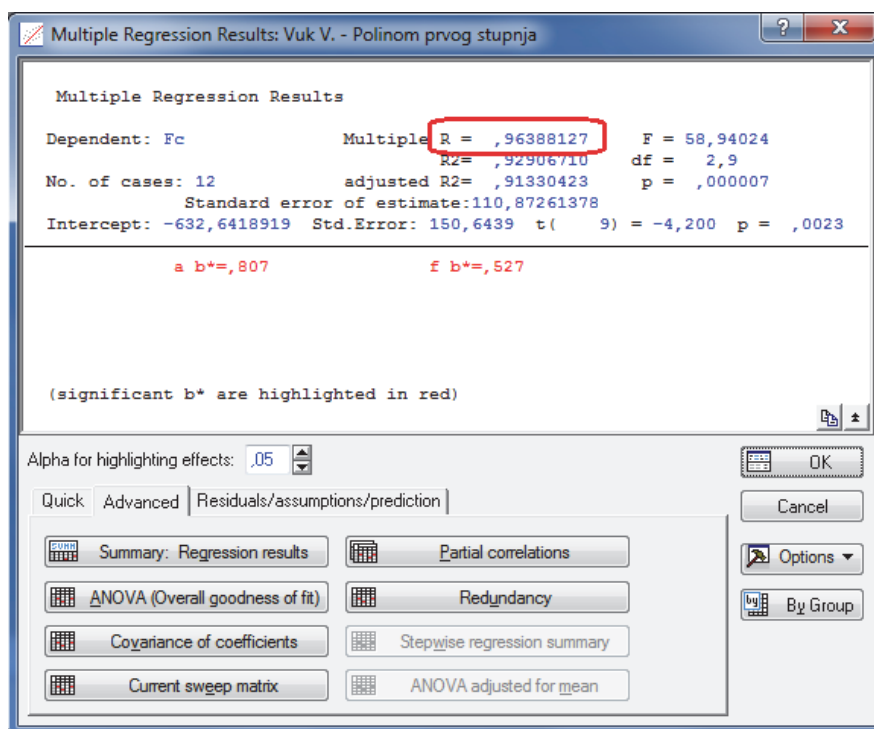 Multiple Regression Results: Vuk V. - Polinom prvog stupnja
? X
Multiple Regression Results
Dependent: Fc Multiple R = ,96388127 F = 58,94024
R2= ,92906710 df = 2,9
No. of cases: 12 adjusted R2= ,91330423 p = ,000007
Standard error of estimate:110,87261378
Intercept: -632,6418919 Std.Error: 150,6439 t( 9) = -4,200 p = ,0023
a b*=,807 f b*=,527
(significant b* are highlighted in red)
Alpha for highlighting effects: ,05
OK
Quick Advanced Residuals/assumptions/prediction
Cancel
Summary: Regression results Partial correlations
Options
ANOVA (Overall goodness of fit) Redundancy
By Group
Covariance of coefficients Stepwise regression summary
Current sweep matrix ANOVA adjusted for mean